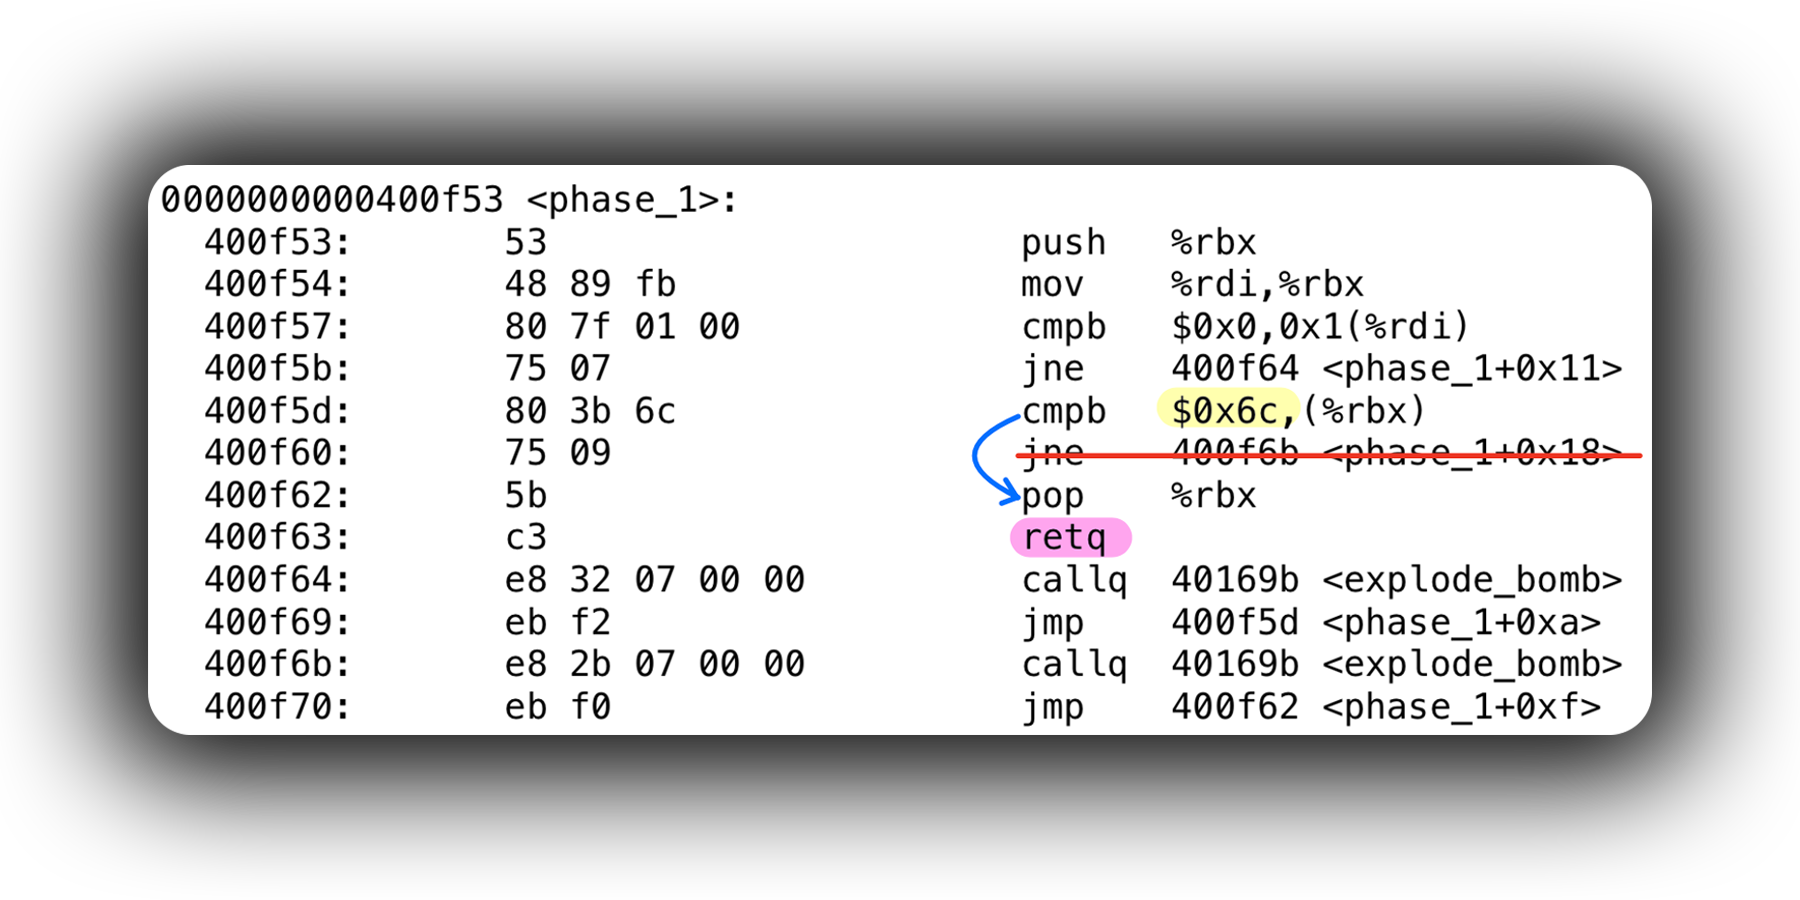 0000000000400f53 <phase_1>:
400f53: 53 push %rbx
400f54: 48 89 fb mov %rdi,%rbx
400f57: 80 7f 01 00 cmpb $0x0,0x1(%rdi)
400f5b: 75 07 jne 400f64 <phase_1+0x11>
400f5d: 80 3b 6c cmpb $0x6c,(%rbx)
400f60: 75 09 jne 400f6b <phase_1+0x18>
400f62: 5b pop %rbx
400f63: c3 retq
400f64: e8 32 07 00 00 callq 40169b <explode_bomb>
400f69: eb f2 jmp 400f5d <phase_1+0xa>
400f6b: e8 2b 07 00 00 callq 40169b <explode_bomb>
400f70: eb f0 jmp 400f62 <phase_1+0xf>